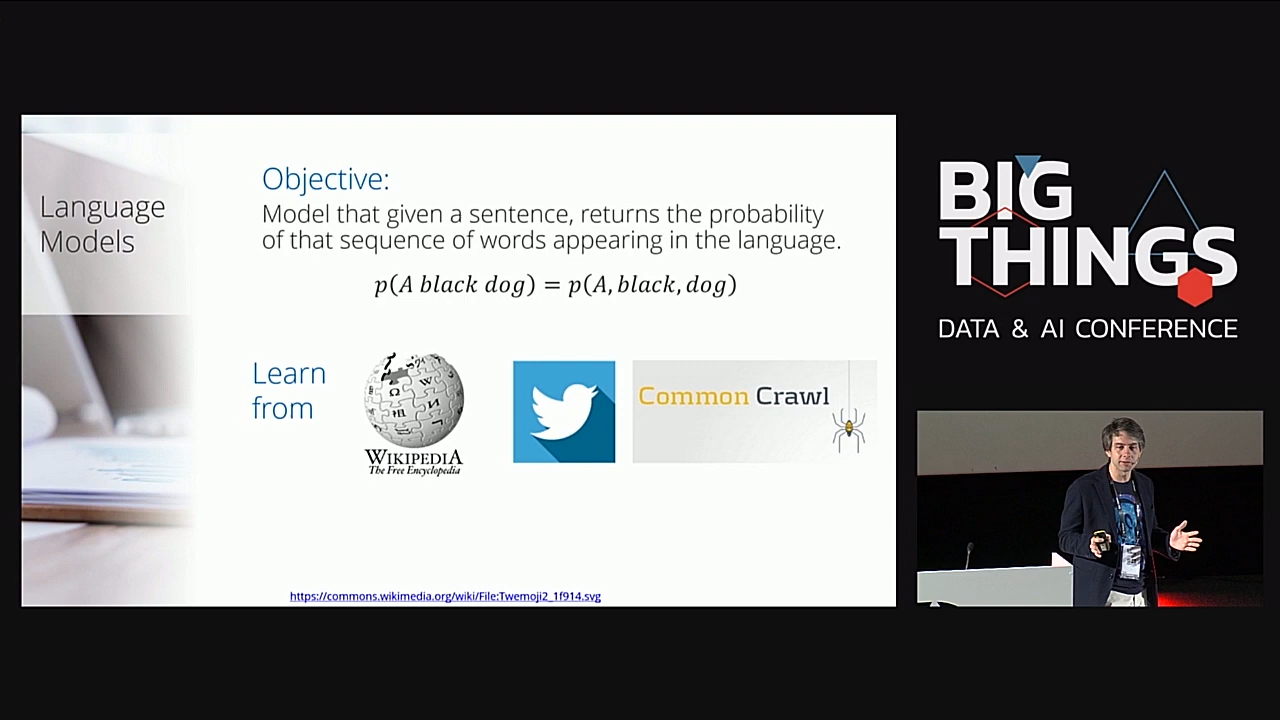 Language
Models
Objective:
Model that given a sentence, returns the probability
of that sequence of words appearing in the language.
p(A black dog) = p(A, black, dog)
Learn
from
WIKIPEDIA
The Free Encyclopedia
Common Crawl
https://commons.wikimedia.org/wiki/File:Twemoji2_1f914.svg
BIG
THINGS
DATA & AI CONFERENCE